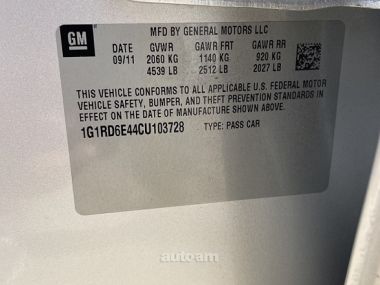 GM
MFD BY GENERAL MOTORS LLC
DATE GVWR GAWR FRT GAWR RR
09/11 2060 KG 1140 KG 920 KG
4539 LB 2512 LB 2027 LB
THIS VEHICLE CONFORMS TO ALL APPLICABLE U.S. FEDERAL MOTOR
VEHICLE SAFETY, BUMPER, AND THEFT PREVENTION STANDARDS IN
EFFECT ON THE DATE OF MANUFACTURE SHOWN ABOVE.
1G1RD6E44CU103728 TYPE: PASS CAR
autoam